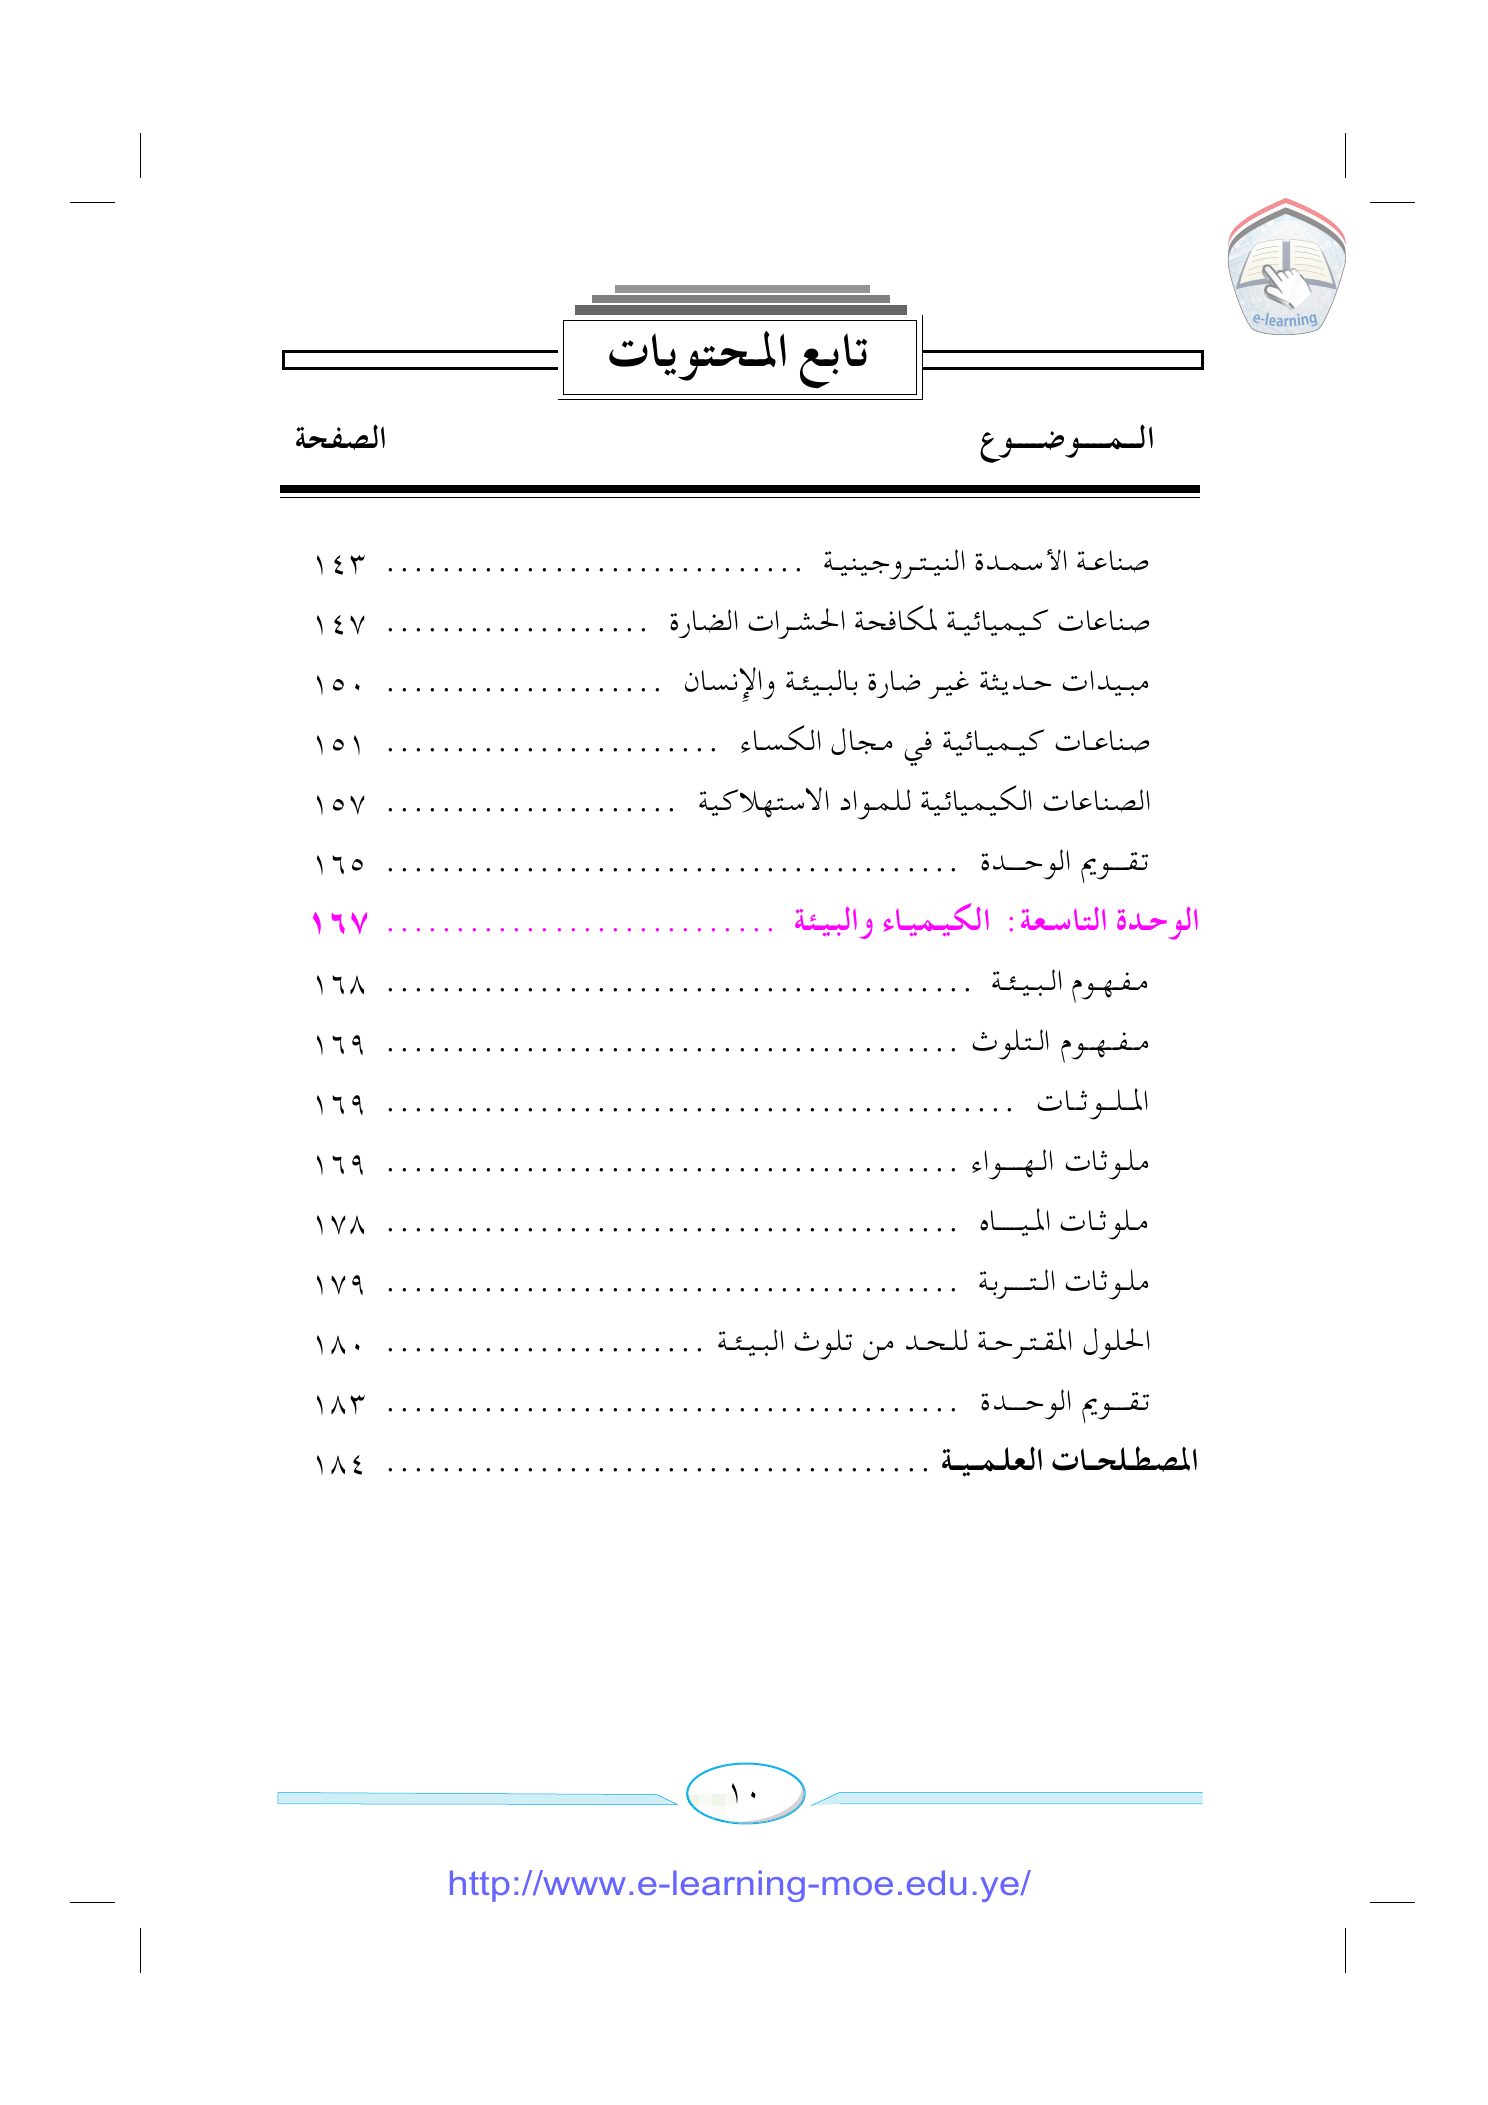 e-learning
تابع المحتويات
الموضوع الصفحة
صناعة الأسمدة النيتروجينية .............................. ١٤٣
صناعات كيميائية لمكافحة الحشرات الضارة ................... ١٤٧
مبيدات حديثة غير ضارة بالبيئة والإنسان .................... ١٥٠
صناعات كيميائية في مجال الكساء ........................ ١٥١
الصناعات الكيميائية للمواد الاستهلاكية ..................... ١٥٧
تقويم الوحدة ......................................... ١٦٥
الوحدة التاسعة: الكيمياء والبيئة ............................ ١٦٧
مفهوم البيئة .......................................... ١٦٨
مفهوم التلوث ......................................... ١٦٩
الملوثات ............................................. ١٦٩
ملوثات الهواء ......................................... ١٦٩
ملوثات المياه ......................................... ١٧٨
ملوثات التربة ......................................... ١٧٩
الحلول المقترحة للحد من تلوث البيئة ....................... ١٨٠
تقويم الوحدة ......................................... ١٨٣
المصطلحات العلمية ....................................... ١٨٤
١٠
http://www.e-learning-moe.edu.ye/